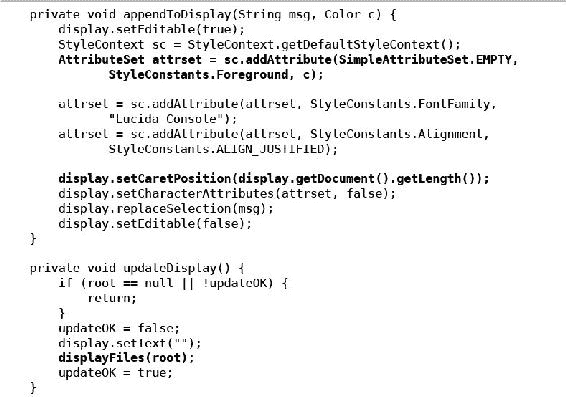 private void appendToDisplay(String msg, Color c) {
    display.setEditable(true);
    StyleContext sc = StyleContext.getDefaultStyleContext();
    AttributeSet attrset = sc.addAttribute(SimpleAttributeSet.EMPTY,
           StyleConstants.Foreground, c);

    attrset = sc.addAttribute(attrset, StyleConstants.FontFamily,
           "Lucida Console");
    attrset = sc.addAttribute(attrset, StyleConstants.Alignment,
           StyleConstants.ALIGN_JUSTIFIED);

    display.setCaretPosition(display.getDocument().getLength());
    display.setCharacterAttributes(attrset, false);
    display.replaceSelection(msg);
    display.setEditable(false);
}

private void updateDisplay() {
    if (root == null || !updateOK) {
        return;
    }
    updateOK = false;
    display.setText("");
    displayFiles(root);
    updateOK = true;
}